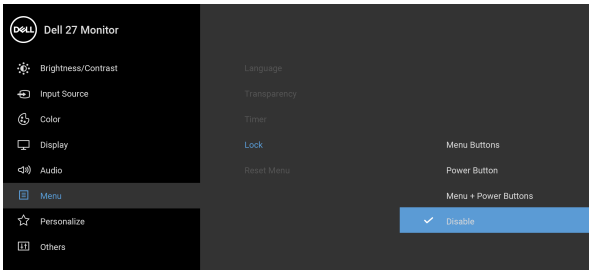 DELL Dell 27 Monitor
Brightness/Contrast
Input Source Language
Color Transparency
Display Timer
Audio Lock Menu Buttons
Menu Reset Menu Power Button
Personalize Menu + Power Buttons
Others Disable